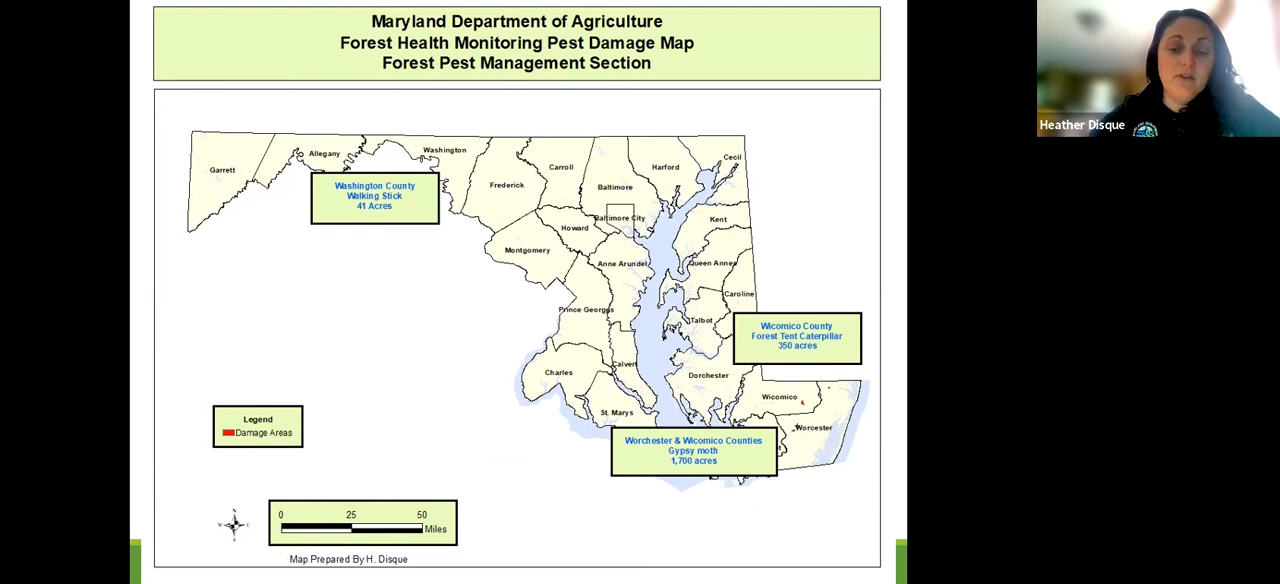 Maryland Department of Agriculture
Forest Health Monitoring Pest Damage Map
Forest Pest Management Section
Heather Disque
Garrett
Allegany
Washington
Frederick
Carroll
Baltimore
Harford
Cecil
Washington County
Walking Stick
41 Acres
Baltimore City
Howard
Kent
Montgomery
Anne Arundel
Queen Annes
Caroline
Prince Georges
Talbot
Wicomico County
Forest Tent Caterpillar
350 acres
Charles
Calvert
Dorchester
St. Marys
Wicomico
Worcester
Worchester & Wicomico Counties
Gypsy moth
1,700 acres
Legend
Damage Areas
N
W E
S
0 25 50
Miles
Map Prepared By H. Disque